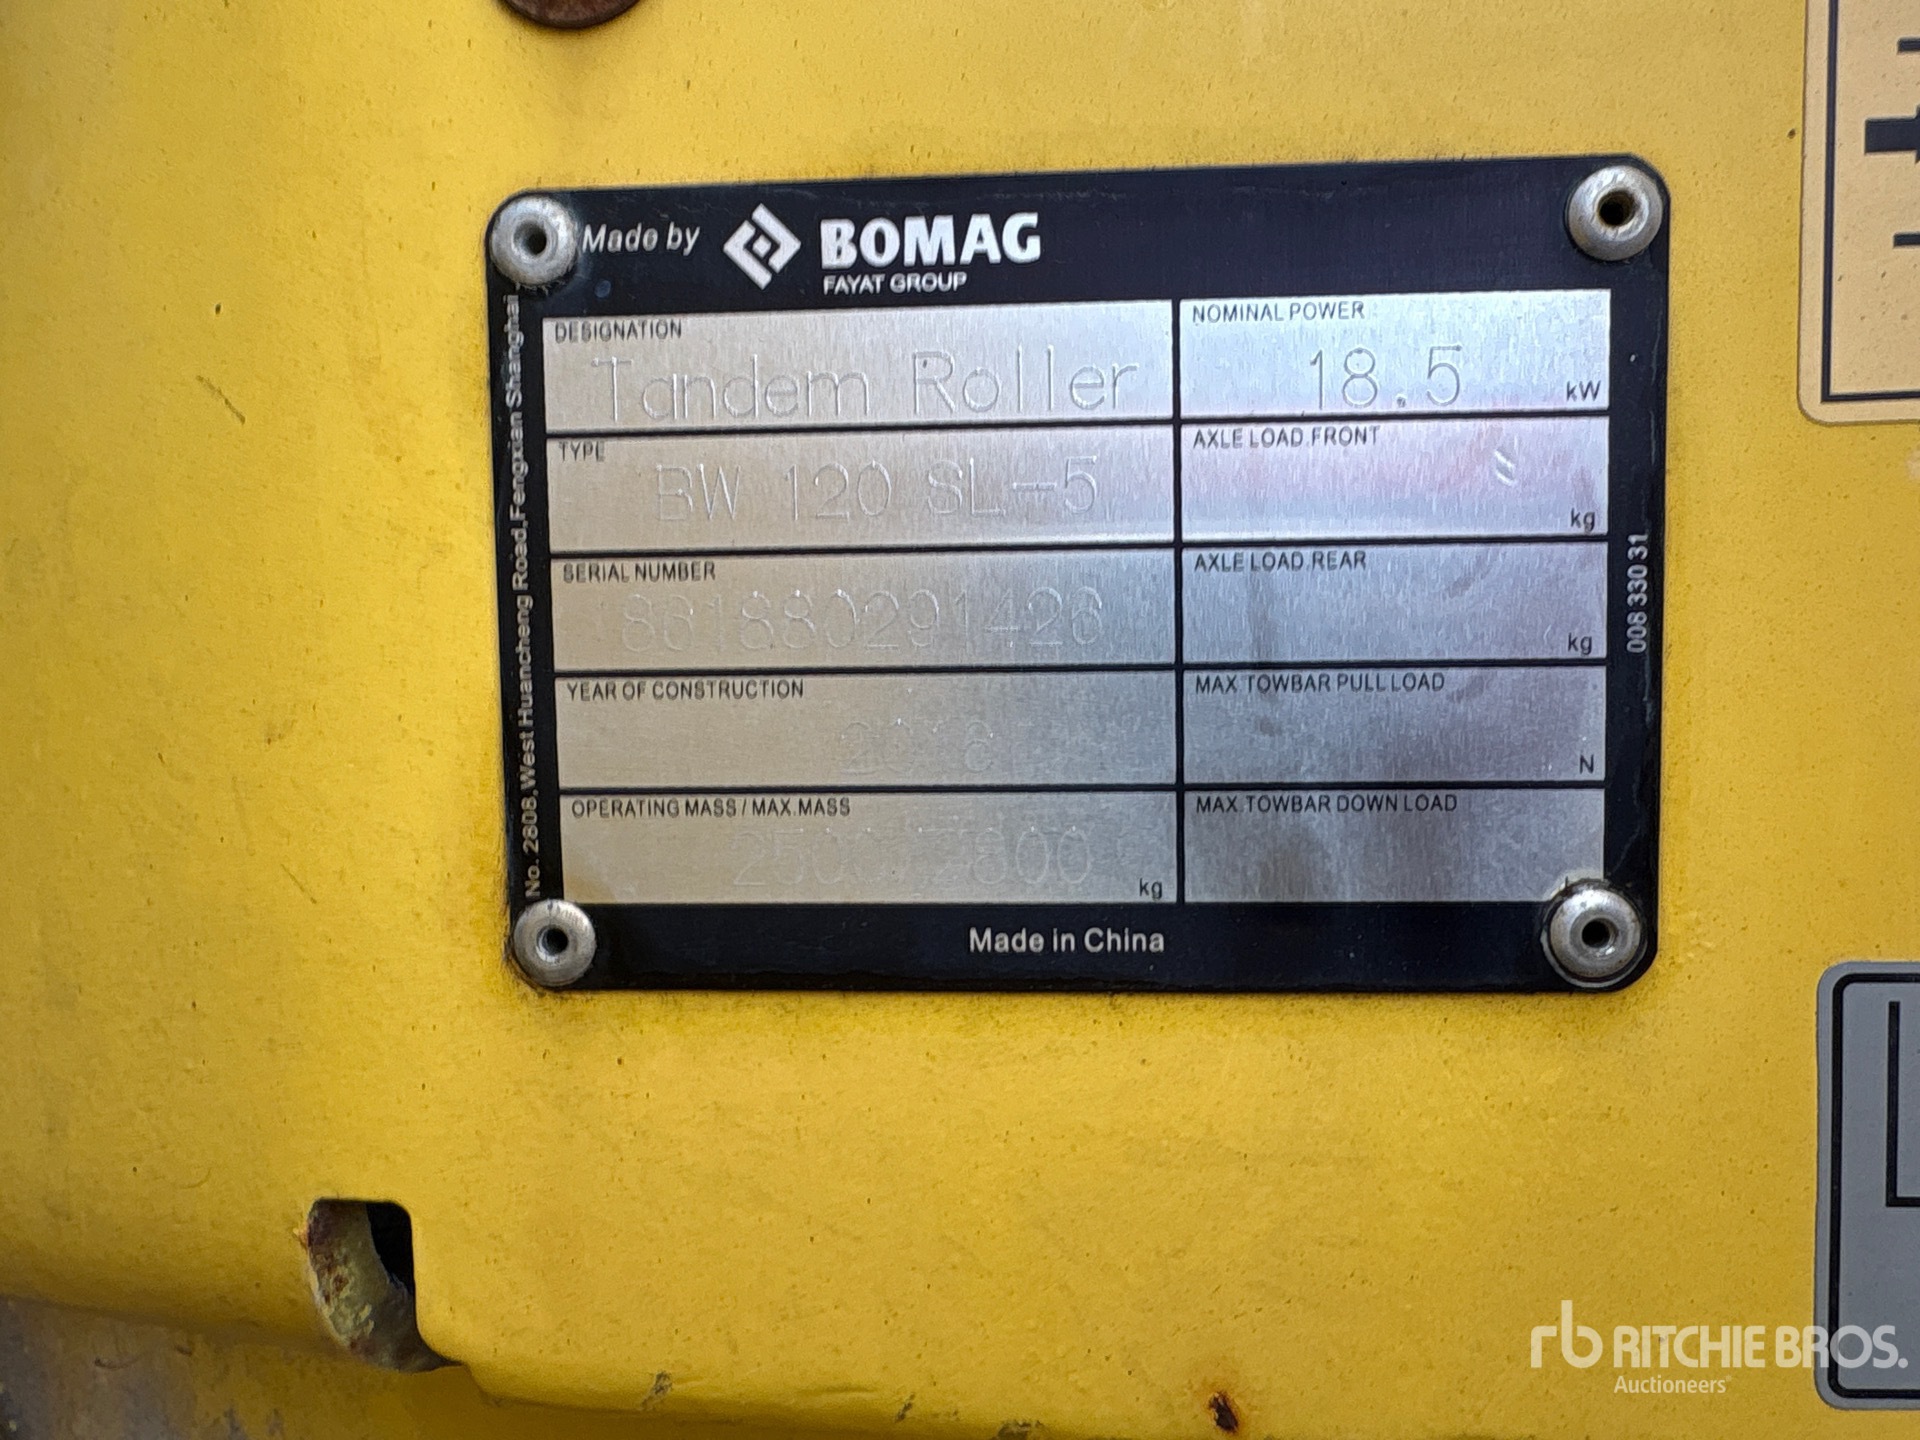 Made by BOMAG
FAYAT GROUP
DESIGNATION
Tandem Roller
NOMINAL POWER
18.5 kW
TYPE
BW 120 SL-5
AXLE LOAD.FRONT
kg
SERIAL NUMBER
861880291426
AXLE LOAD.REAR
kg
YEAR OF CONSTRUCTION
2018
MAX.TOWBAR PULL LOAD
N
OPERATING MASS / MAX.MASS
kg
MAX.TOWBAR DOWN LOAD
Made in China
No. 2808,West Huancheng Road,Fengxian Shanghai
008 330 31
rb RITCHIE BROS.
Auctioneers